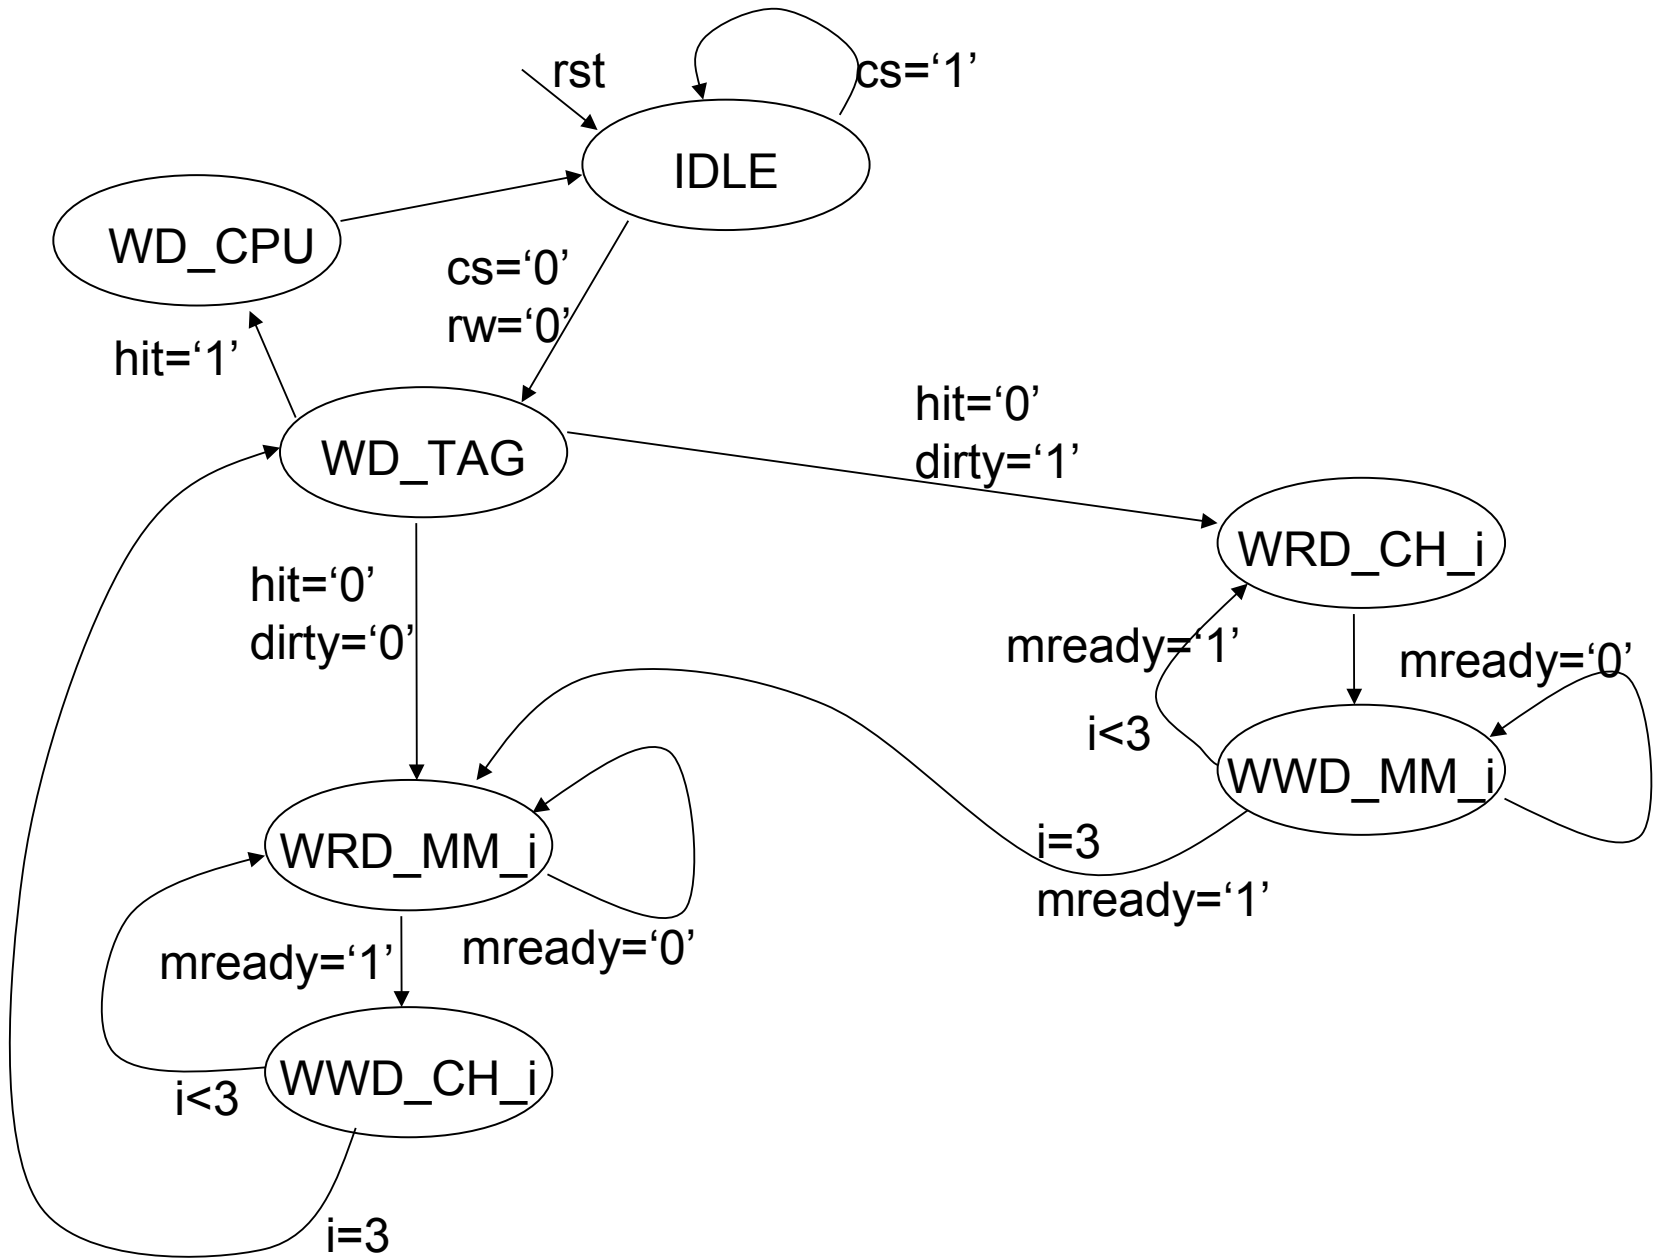 rst
cs=‘1’
IDLE
WD_CPU
cs=‘0’
rw=‘0’
hit=‘1’
WD_TAG
hit=‘0’
dirty=‘1’
WRD_CH_i
hit=‘0’
dirty=‘0’
mready=‘1’
mready=‘0’
i<3
WWD_MM_i
WRD_MM_i
i=3
mready=‘1’
mready=‘1’
mready=‘0’
WWD_CH_i
i<3
i=3